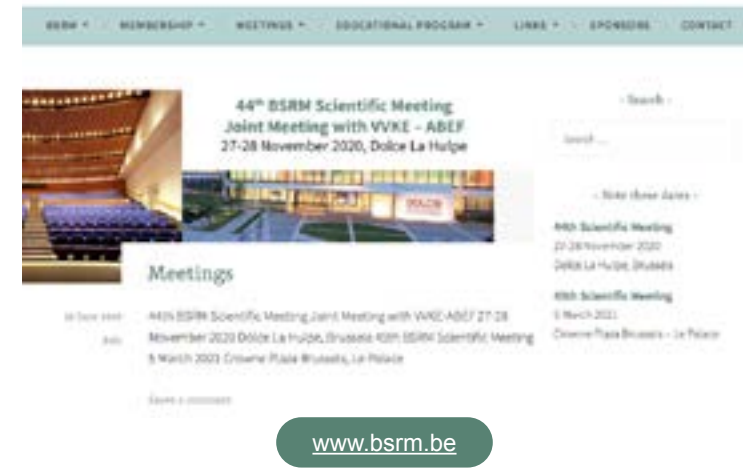 BSRM MEMBERSHIP MEETINGS EDUCATIONAL PROGRAM LINKS SPONSORS CONTACT
44th BSRM Scientific Meeting
Joint Meeting with VVKE – ABEF
27-28 November 2020, Dolce La Hulpe
DOLCE
- Search -
Search ...
- Note these dates -
44th Scientific Meeting
27-28 November 2020
Dolce La Hulpe, Brussels
45th Scientific Meeting
5 March 2021
Crowne Plaza Brussels – Le Palace
Meetings
44th BSRM Scientific Meeting Joint Meeting with VVKE-ABEF 27-28
November 2020 Dolce La Hulpe, Brussels 45th BSRM Scientific Meeting
5 March 2021 Crowne Plaza Brussels, Le Palace
Leave a comment
www.bsrm.be